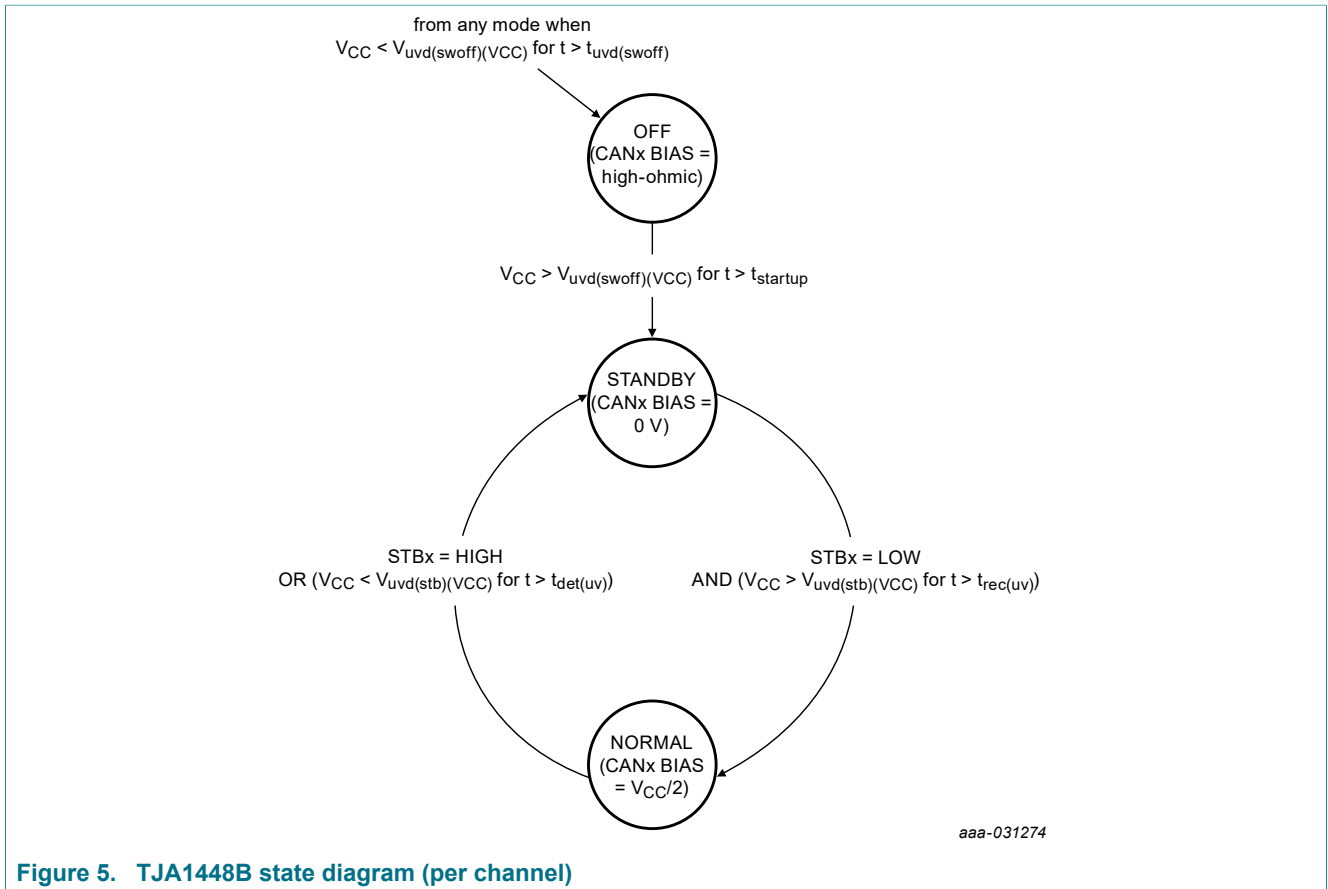 from any mode when
VCC < Vuvd(swoff)(VCC) for t > tuvd(swoff)
OFF
(CANx BIAS =
high-ohmic)
VCC > Vuvd(swoff)(VCC) for t > tstartup
STANDBY
(CANx BIAS =
0 V)
STBx = HIGH
OR (VCC < Vuvd(stb)(VCC) for t > tdet(uv))
STBx = LOW
AND (VCC > Vuvd(stb)(VCC) for t > trec(uv))
NORMAL
(CANx BIAS
= VCC/2)
aaa-031274
Figure 5. TJA1448B state diagram (per channel)